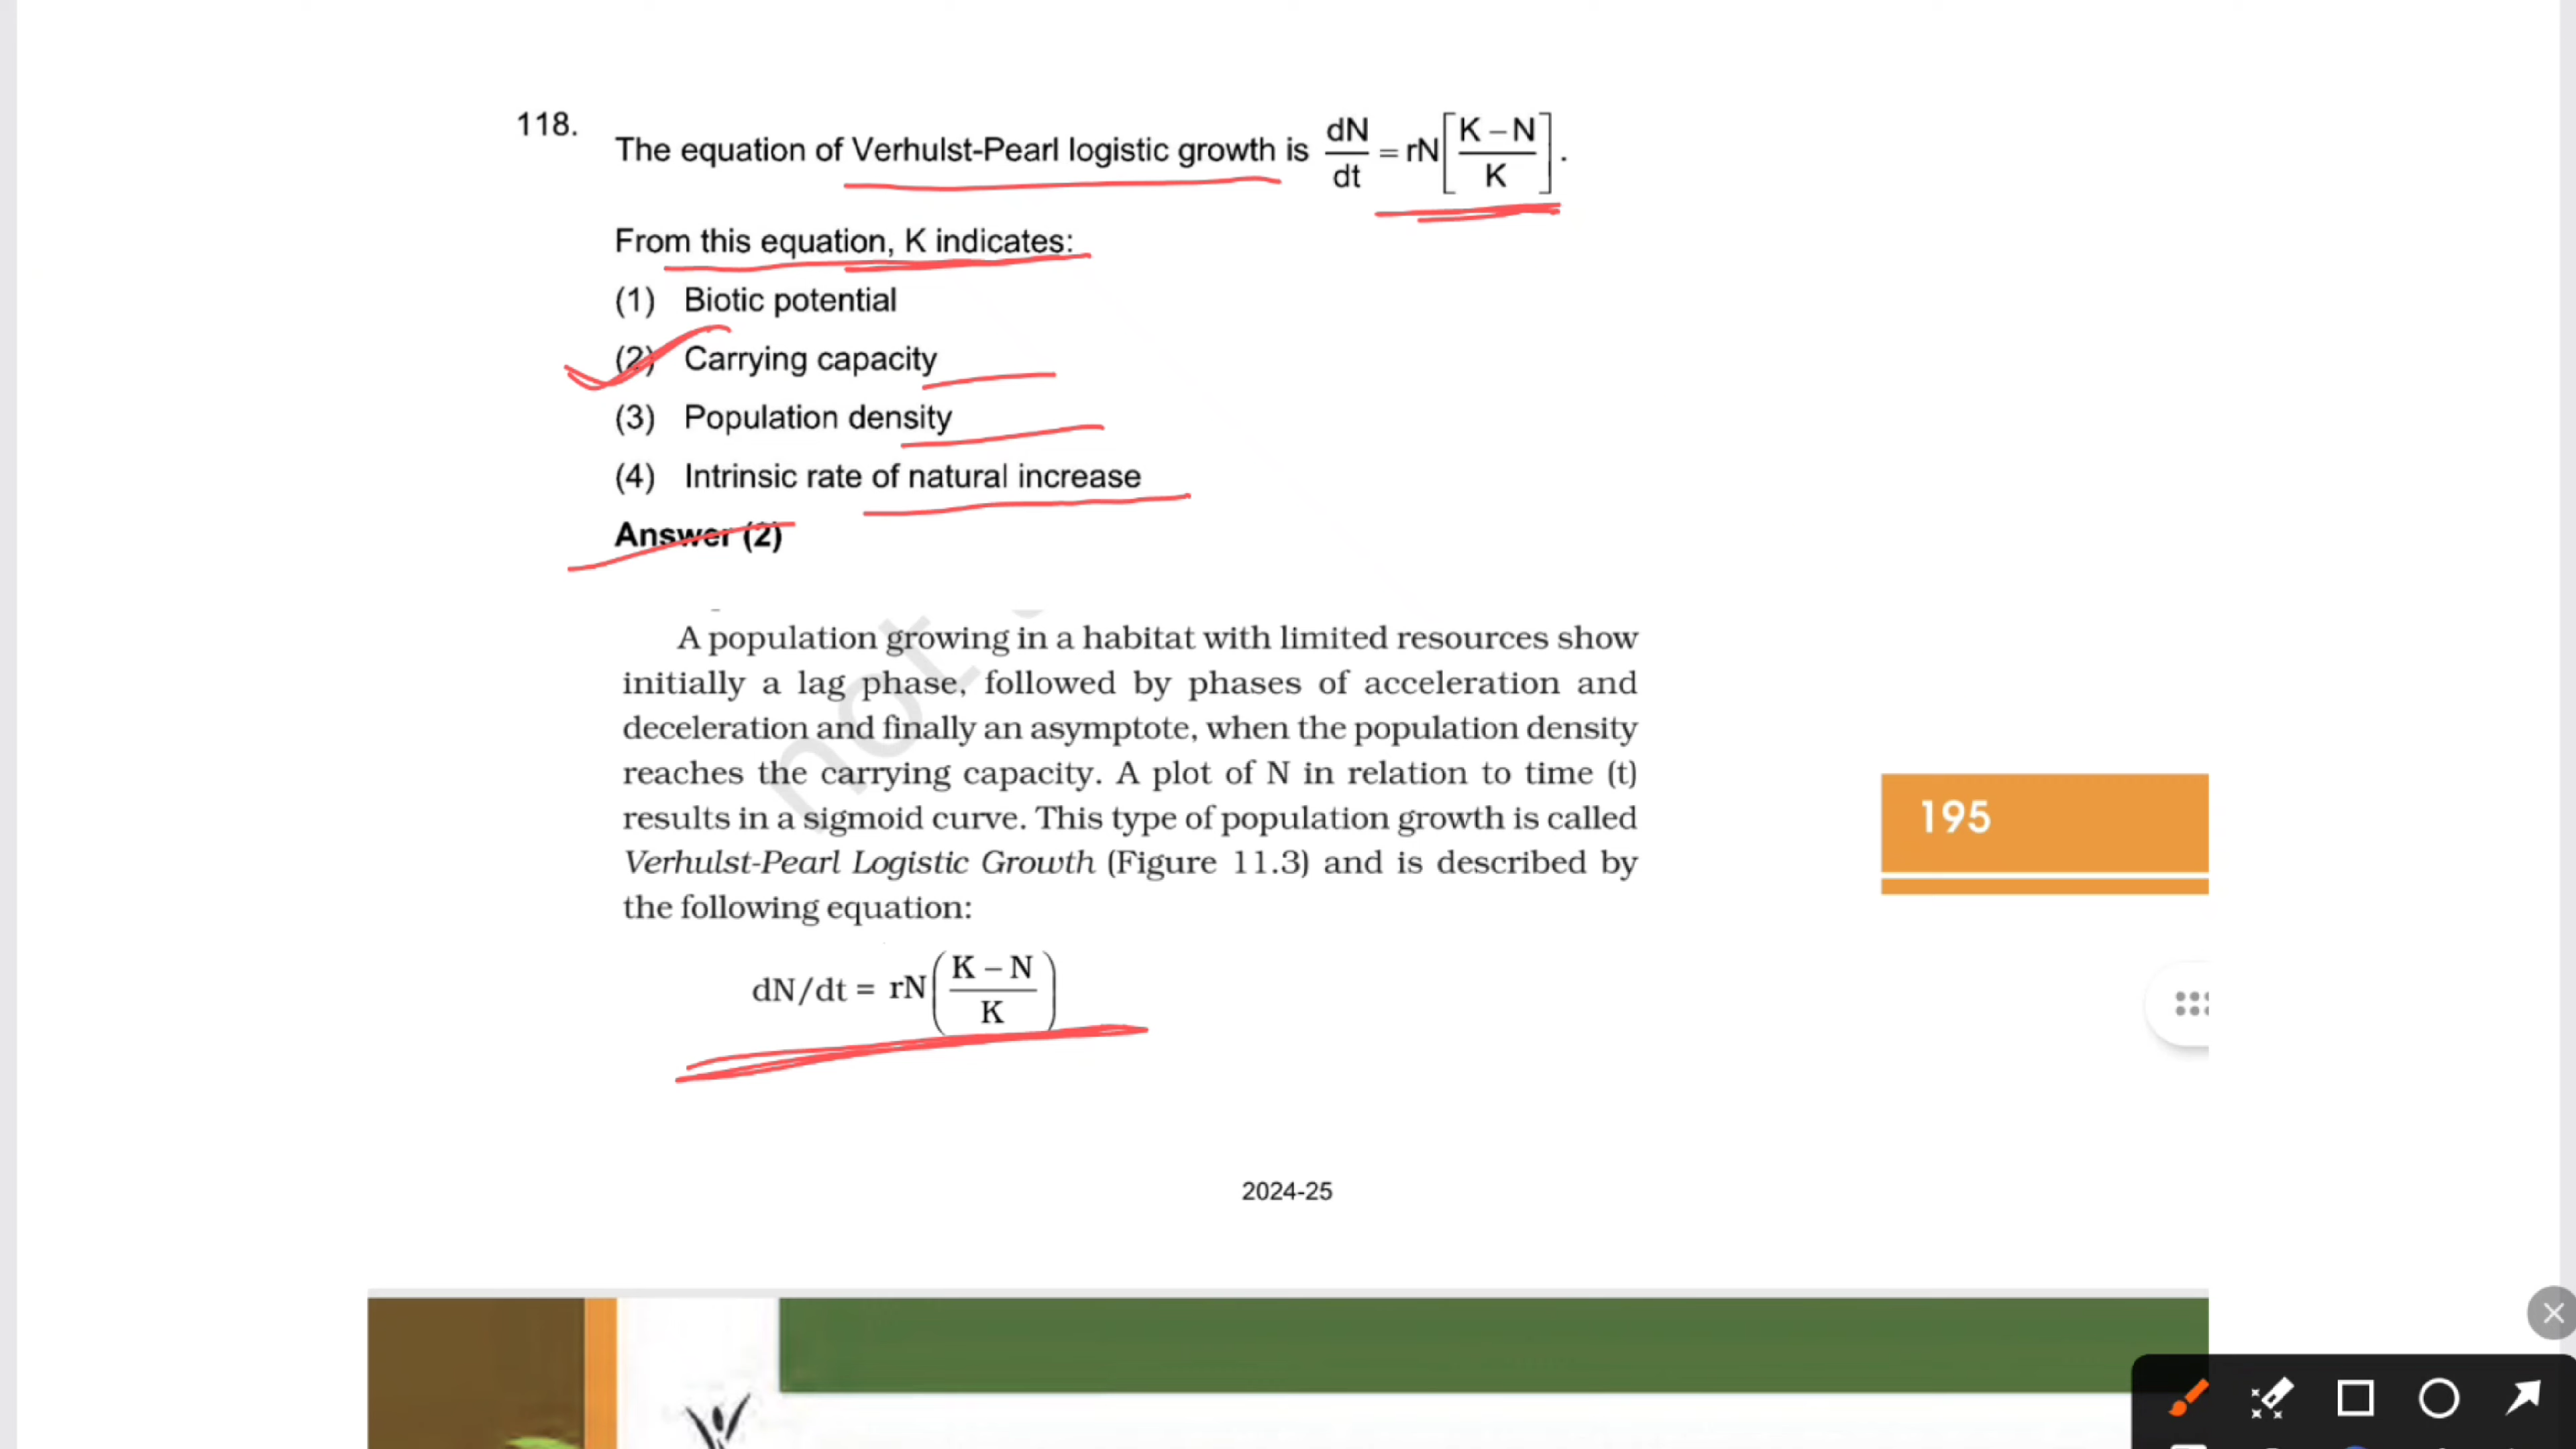 118.
The equation of Verhulst-Pearl logistic growth is dN/dt = rN[K – N / K].
From this equation, K indicates:
(1) Biotic potential
(2) Carrying capacity
(3) Population density
(4) Intrinsic rate of natural increase
Answer (2)
not
A population growing in a habitat with limited resources show
initially a lag phase, followed by phases of acceleration and
deceleration and finally an asymptote, when the population density
reaches the carrying capacity. A plot of N in relation to time (t)
results in a sigmoid curve. This type of population growth is called
Verhulst-Pearl Logistic Growth (Figure 11.3) and is described by
the following equation:
dN/dt = rN(K – N / K)
195
2024-25